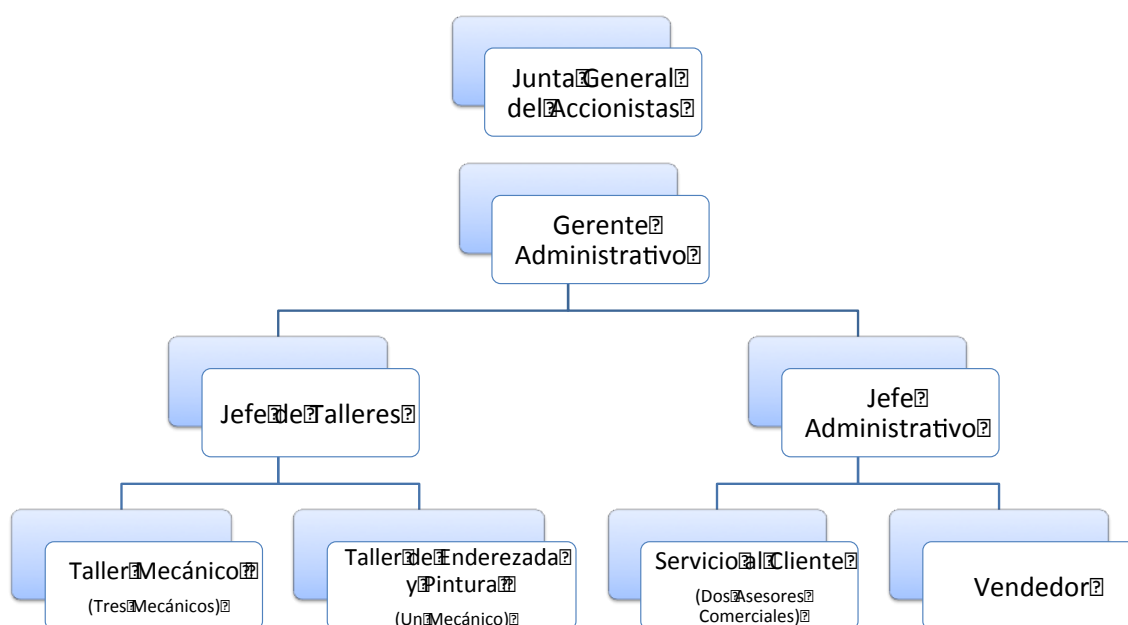 Junta General
del Accionistas
Gerente
Administrativo
Jefe de Talleres
Jefe
Administrativo
Taller Mecánico
(Tres Mecánicos)
Taller de Enderezada
y Pintura
(Un Mecánico)
Servicio al Cliente
(Dos Asesores
Comerciales)
Vendedor